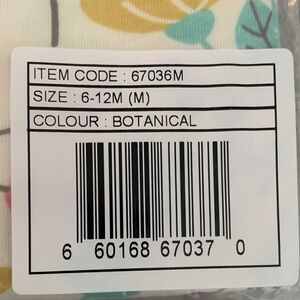 ITEM CODE : 67036M
SIZE : 6-12M (M)
COLOUR : BOTANICAL
6 60168 67037 0